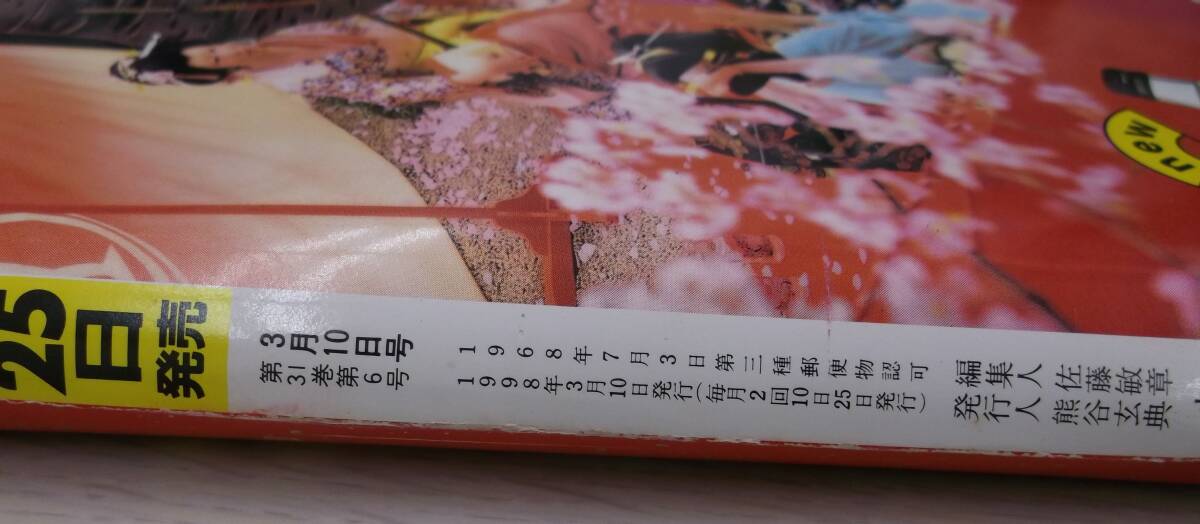 25日発売
3月10日号
第31巻第6号
1968年7月3日第三種郵便物認可
1998年3月10日発行(毎月2回10日25日発行)
編集人 佐藤敏章
発行人 熊谷玄典
new